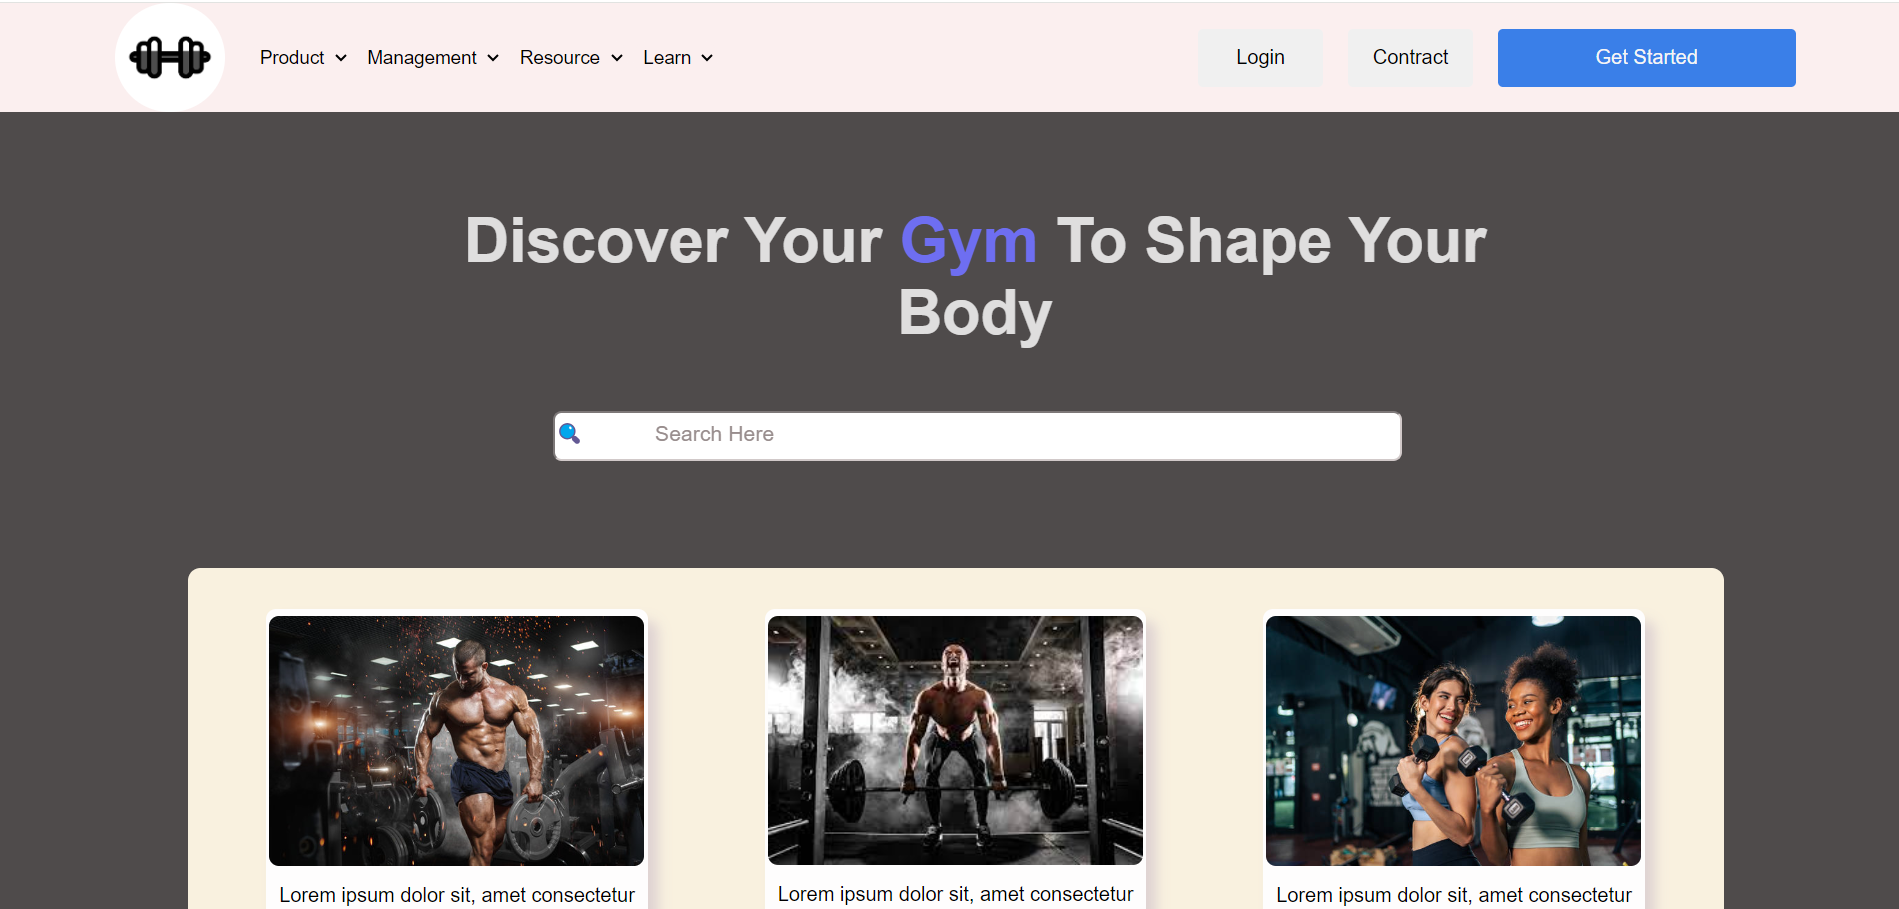 Product Management Resource Learn Login Contract Get Started
Discover Your Gym To Shape Your
Body
Search Here
Lorem ipsum dolor sit, amet consectetur Lorem ipsum dolor sit, amet consectetur Lorem ipsum dolor sit, amet consectetur